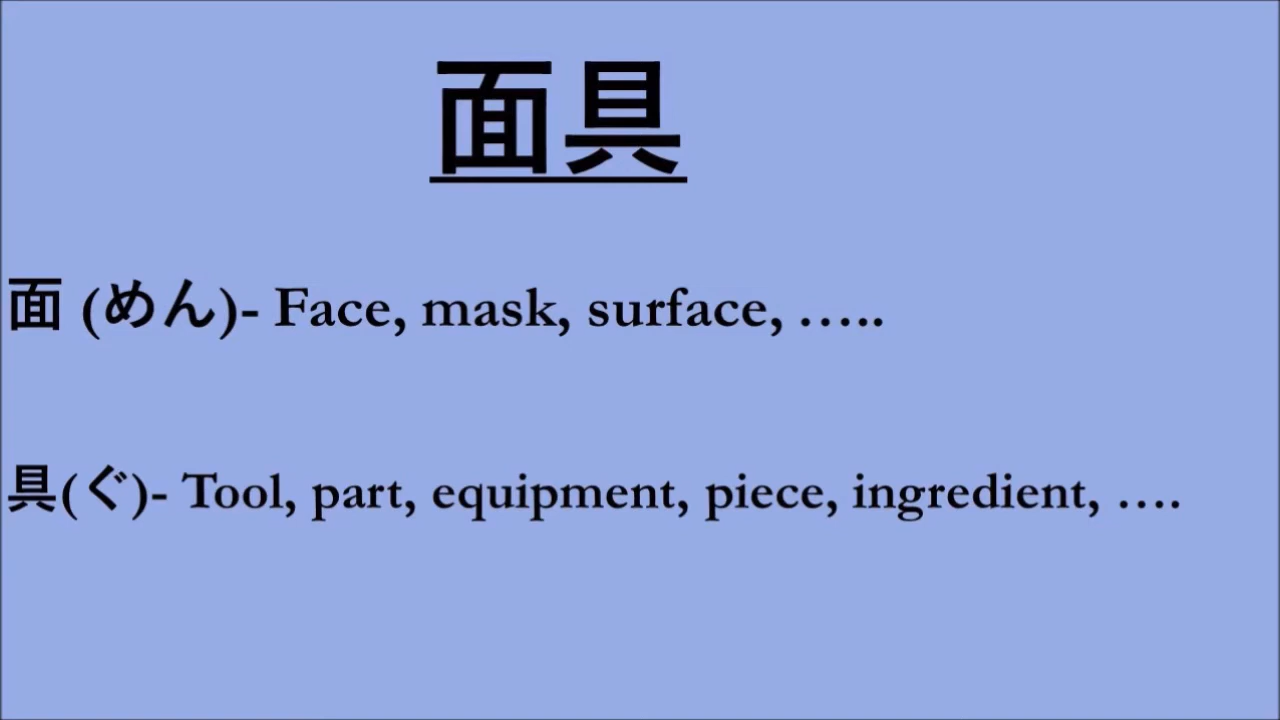 面具
面 (めん)- Face, mask, surface, …..
具(ぐ)- Tool, part, equipment, piece, ingredient, ….